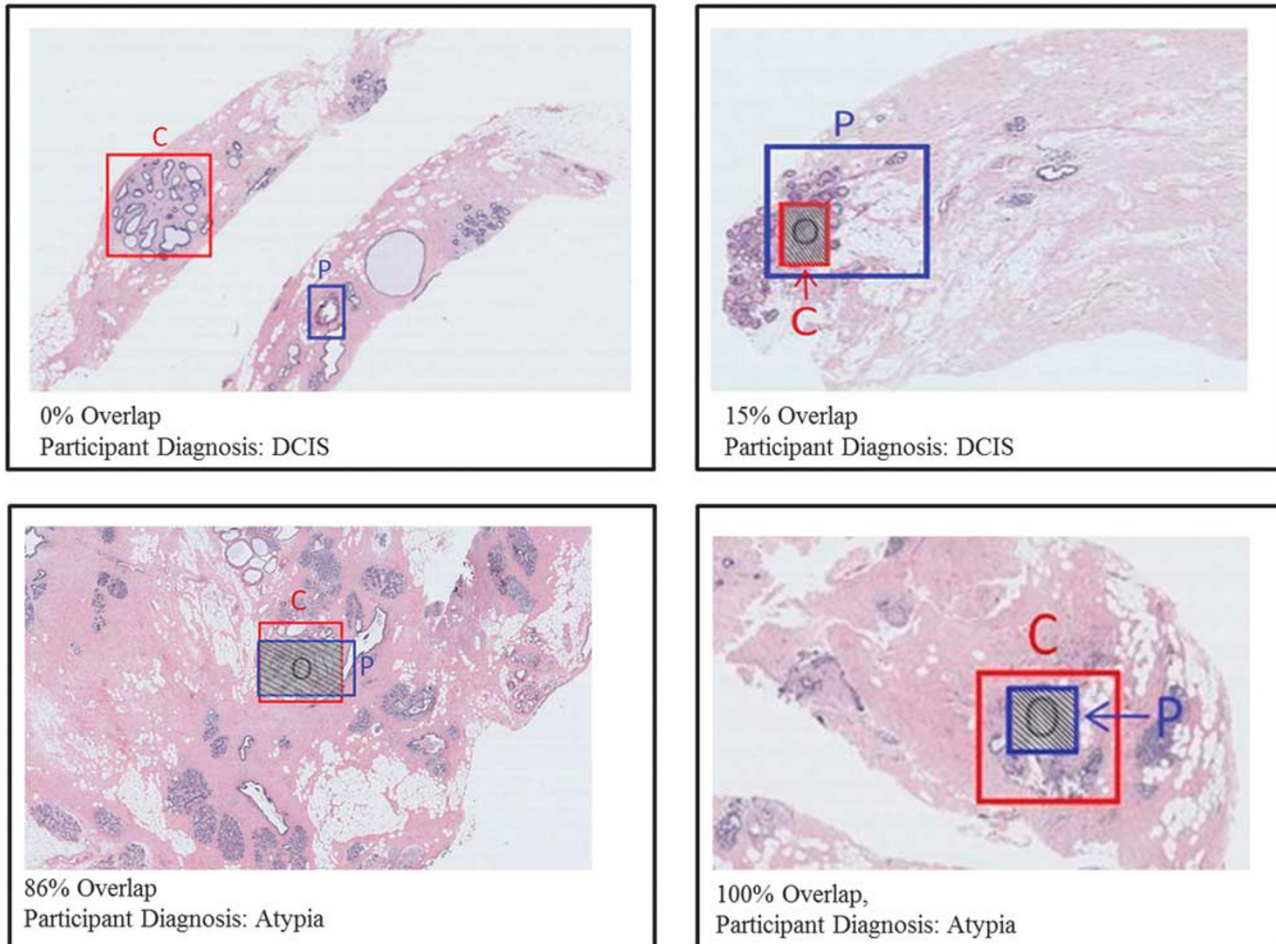 C
P
0% Overlap
Participant Diagnosis: DCIS
P
O
C
15% Overlap
Participant Diagnosis: DCIS
C
O
P
86% Overlap
Participant Diagnosis: Atypia
C
O
P
100% Overlap,
Participant Diagnosis: Atypia